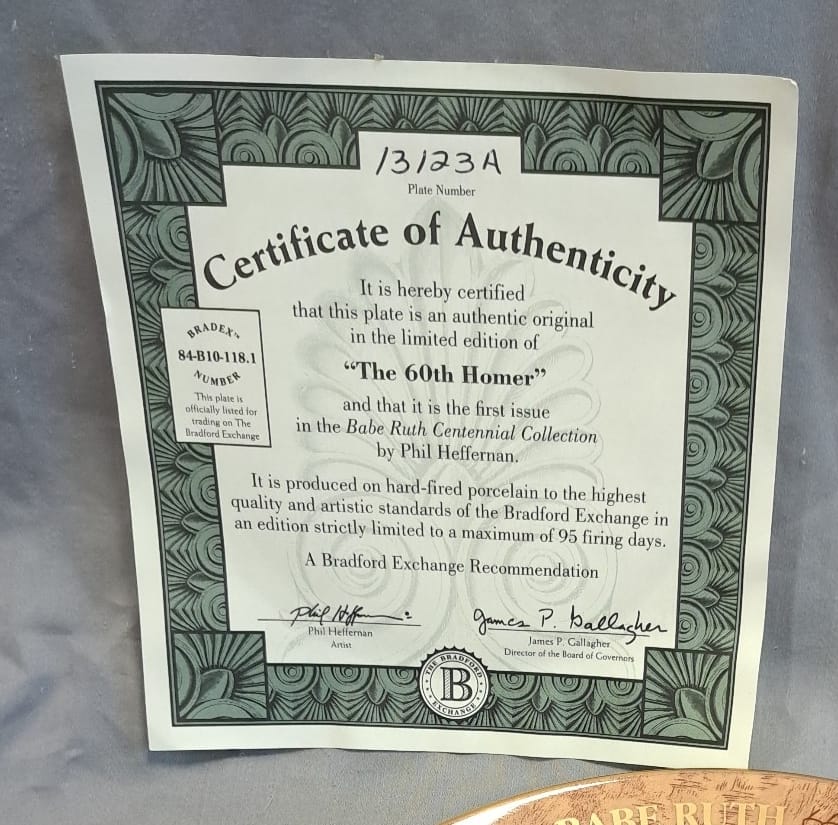 13123A
Plate Number
Certificate of Authenticity
It is hereby certified
that this plate is an authentic original
in the limited edition of
“The 60th Homer”
and that it is the first issue
in the Babe Ruth Centennial Collection
by Phil Heffernan.
BRADEX™
84-B10-118.1
NUMBER
This plate is
officially listed for
trading on The
Bradford Exchange
It is produced on hard-fired porcelain to the highest
quality and artistic standards of the Bradford Exchange in
an edition strictly limited to a maximum of 95 firing days.
A Bradford Exchange Recommendation
Phil Heffernan
Phil Heffernan
Artist
James P. Gallagher
James P. Gallagher
Director of the Board of Governors
THE BRADFORD
B
EXCHANGE
BABE RUTH